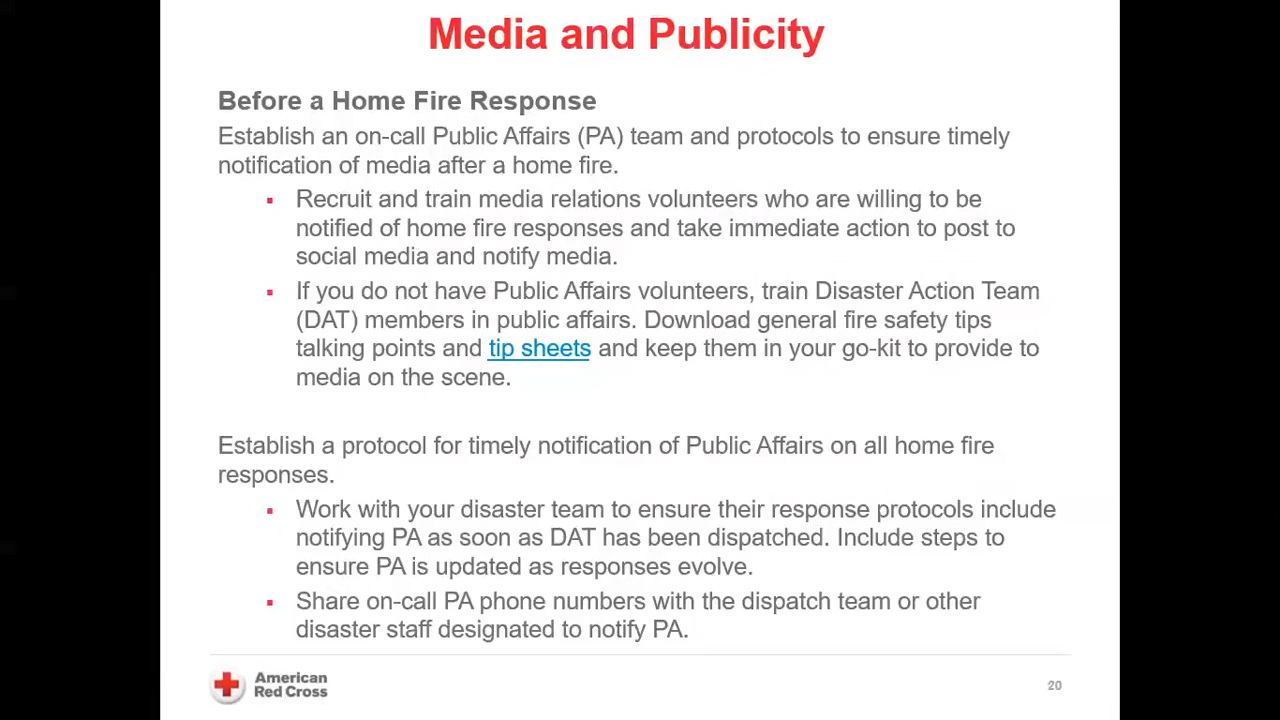 Media and Publicity
Before a Home Fire Response
Establish an on-call Public Affairs (PA) team and protocols to ensure timely
notification of media after a home fire.
▪ Recruit and train media relations volunteers who are willing to be
notified of home fire responses and take immediate action to post to
social media and notify media.
▪ If you do not have Public Affairs volunteers, train Disaster Action Team
(DAT) members in public affairs. Download general fire safety tips
talking points and tip sheets and keep them in your go-kit to provide to
media on the scene.
Establish a protocol for timely notification of Public Affairs on all home fire
responses.
▪ Work with your disaster team to ensure their response protocols include
notifying PA as soon as DAT has been dispatched. Include steps to
ensure PA is updated as responses evolve.
▪ Share on-call PA phone numbers with the dispatch team or other
disaster staff designated to notify PA.
American
Red Cross
20